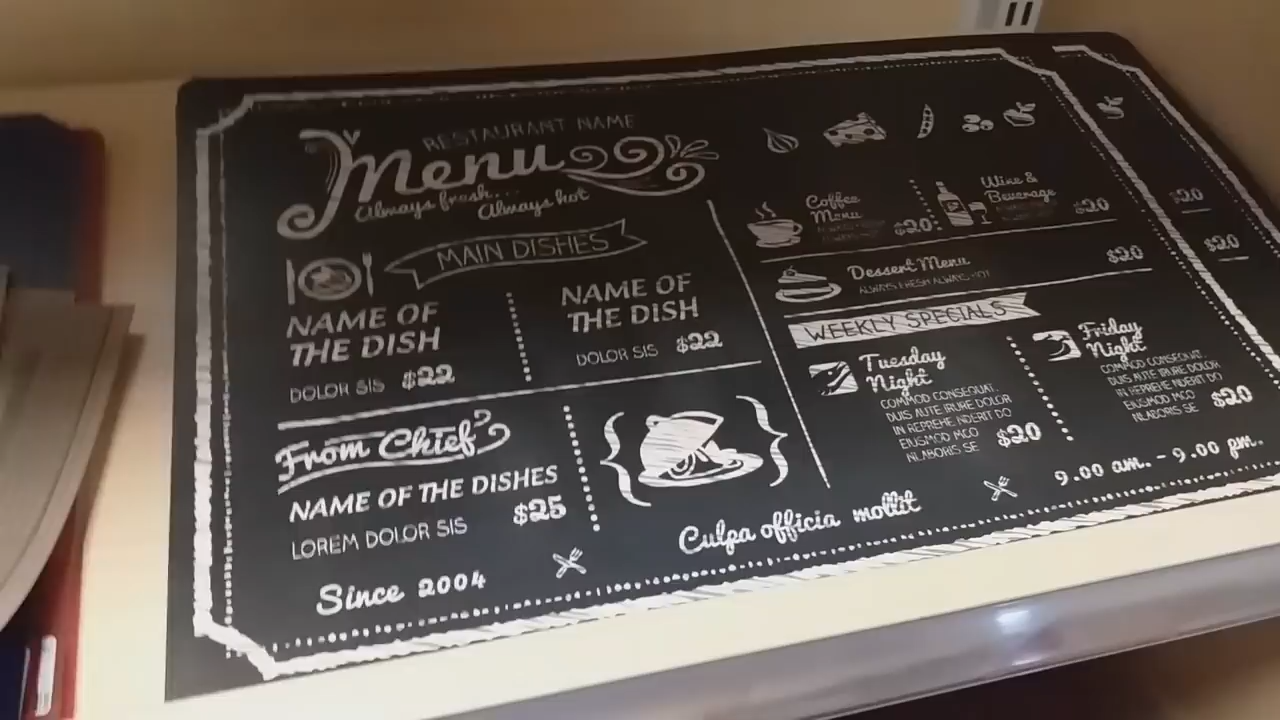 RESTAURANT NAME
Menu
Always fresh...
Always hot
MAIN DISHES
NAME OF
THE DISH
DOLOR SIS $22
NAME OF
THE DISH
DOLOR SIS $22
From Chief
NAME OF THE DISHES
LOREM DOLOR SIS $25
Since 2004
Coffee
Menu
$20
Wine &
Beverage
$20
Dessert Menu
ALWAYS FRESH ALWAYS HOT
$20
WEEKLY SPECIALS
Tuesday
Night
COMMOD CONSEQUAT.
DUIS AUTE IRURE DOLOR
IN REPREHE NDERIT DO
EIUSMOD MCO
NLABORIS SE
$20
Friday
Night
COMMOD CONSEQUAT.
DUIS AUTE IRURE DOLOR
IN REPREHE NDERIT DO
EIUSMOD MCO
NLABORIS SE
$20
Culpa officia mollit
9.00 am. - 9.00 pm.
$20
$20